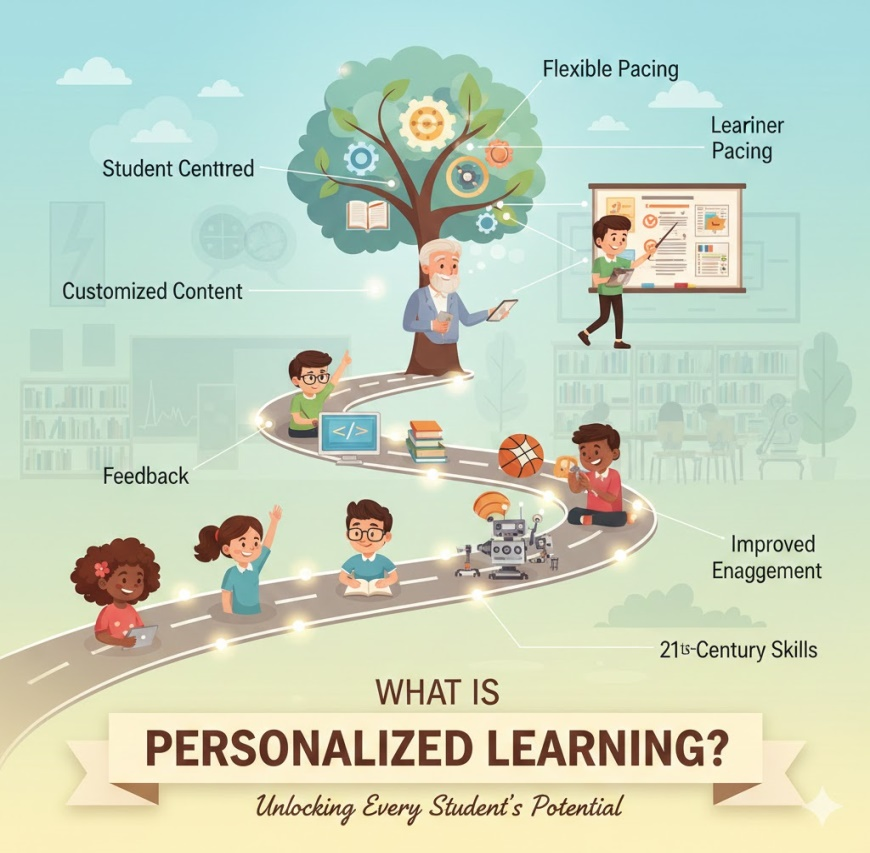 Flexible Pacing
Leariner
Pacing
Student Centtred
Customized Content
</>
Feedback
Improved
Enaggement
21ts-Century Skills
WHAT IS
PERSONALIZED LEARNING?
Unlocking Every Student's Potential